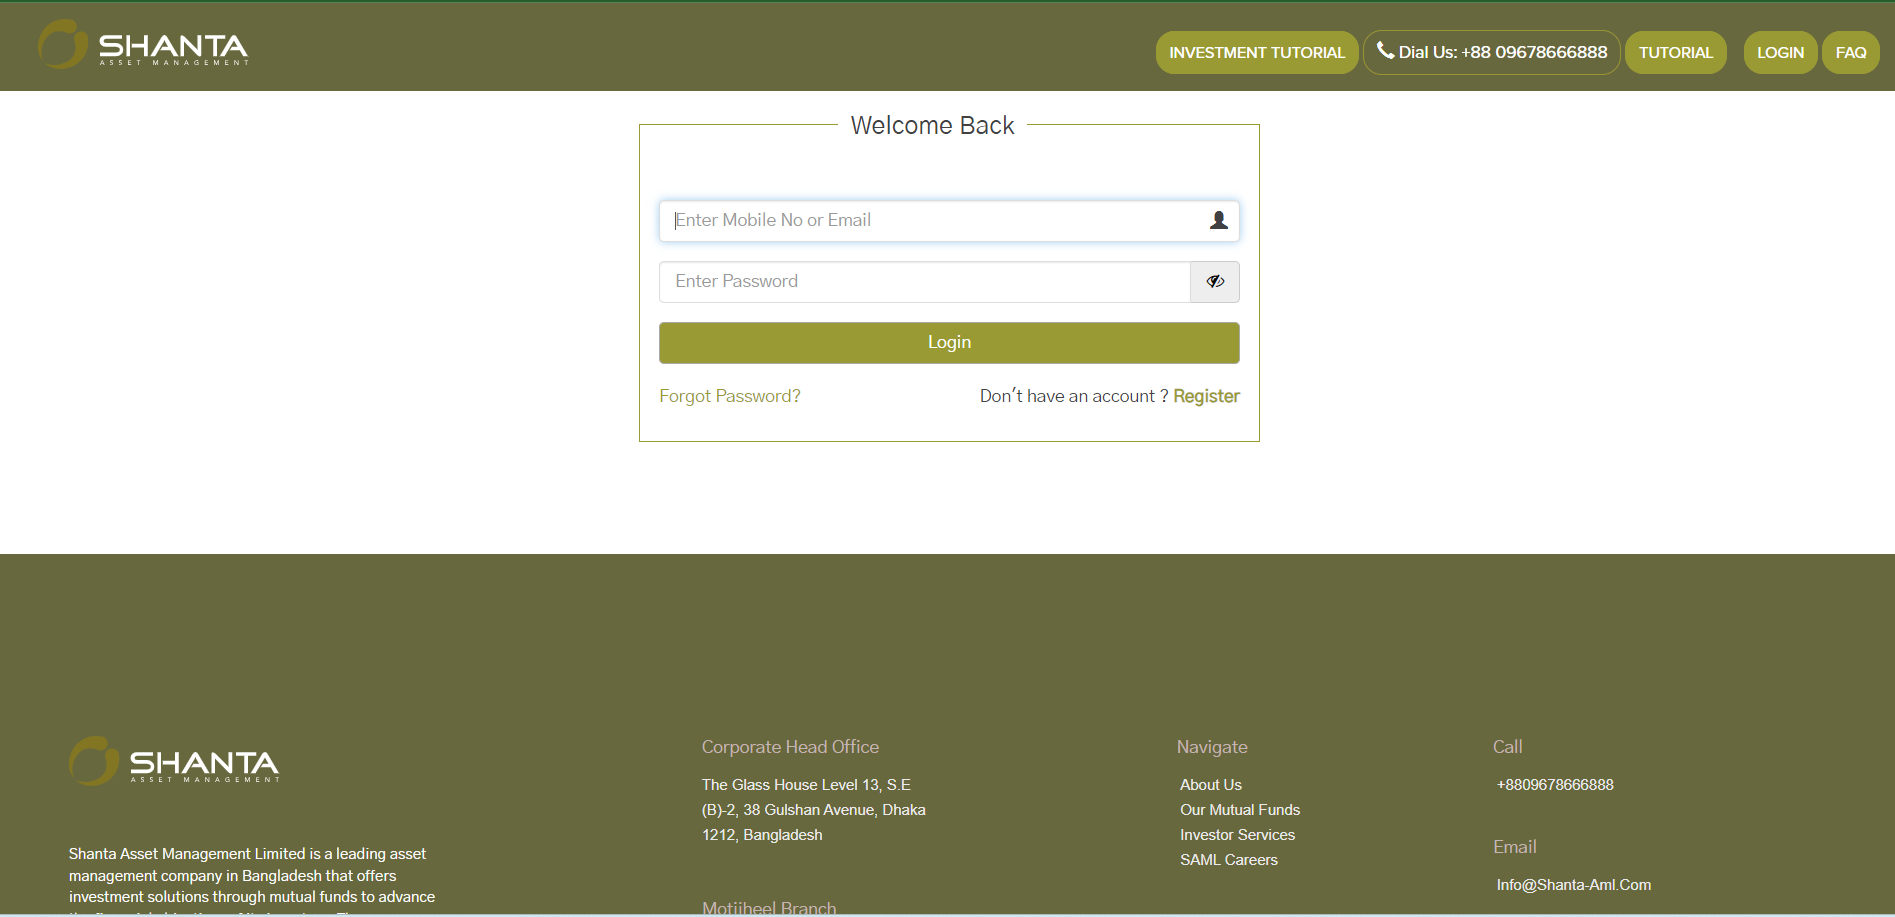 SHANTA
ASSET MANAGEMENT
INVESTMENT TUTORIAL
Dial Us: +88 09678666888
TUTORIAL
LOGIN
FAQ
Welcome Back
Enter Mobile No or Email
Enter Password
Login
Forgot Password?
Don't have an account ? Register
SHANTA
ASSET MANAGEMENT
Shanta Asset Management Limited is a leading asset
management company in Bangladesh that offers
investment solutions through mutual funds to advance
Corporate Head Office
The Glass House Level 13, S.E
(B)-2, 38 Gulshan Avenue, Dhaka
1212, Bangladesh
Motijheel Branch
Navigate
About Us
Our Mutual Funds
Investor Services
SAML Careers
Call
+8809678666888
Email
Info@Shanta-Aml.Com